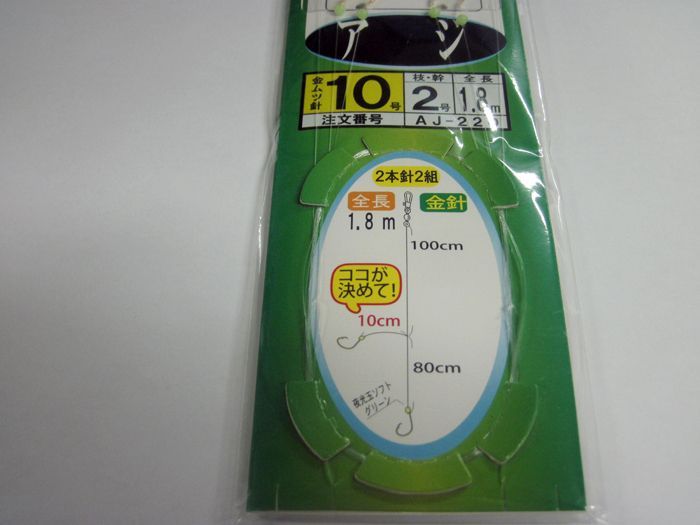 アジ
金ムツ針 10号 枝・幹 2号 全長 1.8m
注文番号 AJ-220
2本針2組
全長 金針
1.8m
100cm
ココが
決めて!
10cm
80cm
夜光玉ソフト
グリーン